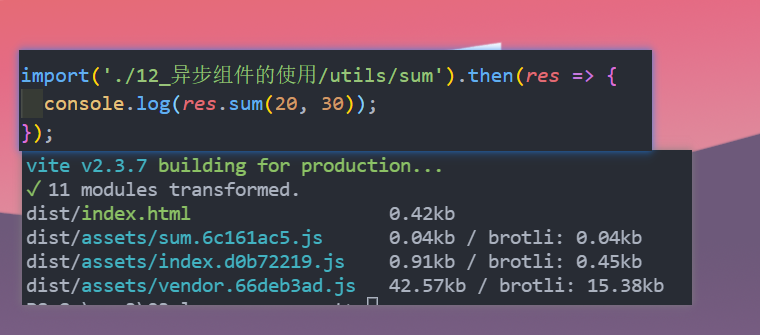 import('./12_异步组件的使用/utils/sum').then(res => {
  console.log(res.sum(20, 30));
});
vite v2.3.7 building for production...
✓ 11 modules transformed.
dist/index.html 0.42kb
dist/assets/sum.6c161ac5.js 0.04kb / brotli: 0.04kb
dist/assets/index.d0b72219.js 0.91kb / brotli: 0.45kb
dist/assets/vendor.66deb3ad.js 42.57kb / brotli: 15.38kb